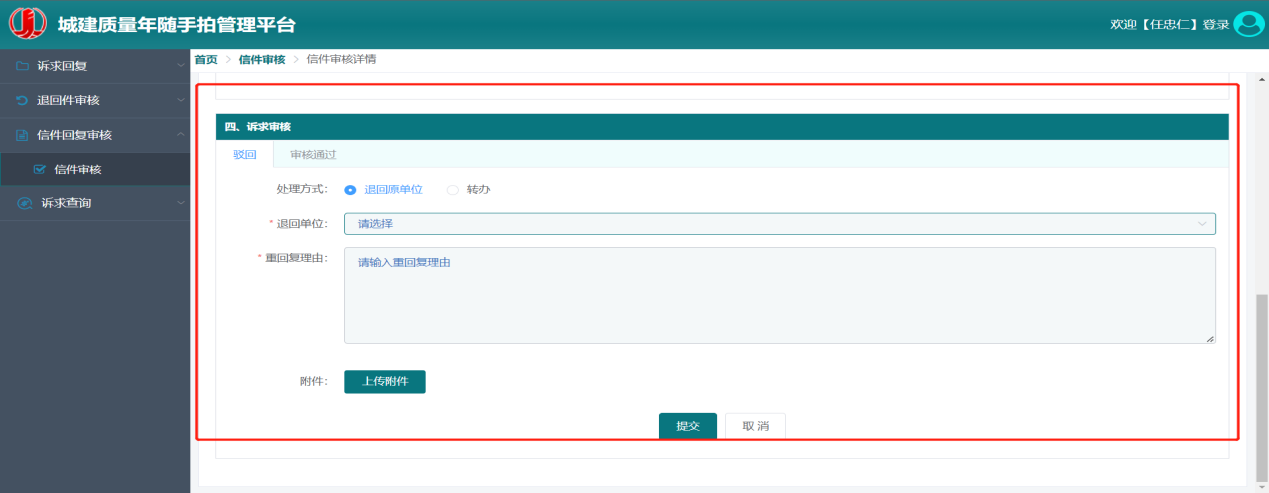 城建质量年随手拍管理平台
欢迎【任忠仁】登录
诉求回复
退回件审核
信件回复审核
信件审核
诉求查询
首页 > 信件审核 > 信件审核详情
四、诉求审核
驳回 审核通过
处理方式： 退回原单位 转办
* 退回单位： 请选择
* 重回复理由： 请输入重回复理由
附件： 上传附件
提交 取消